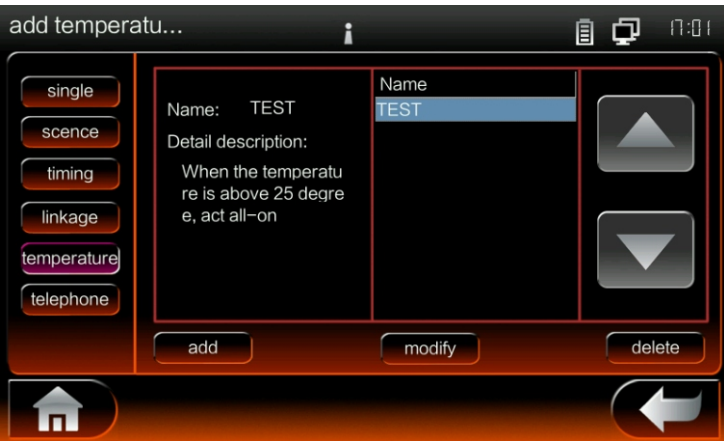 add temperatu...
17:01
single
scence
timing
linkage
temperature
telephone
Name: TEST
Detail description:
When the temperatu
re is above 25 degre
e, act all-on
Name
TEST
add
modify
delete